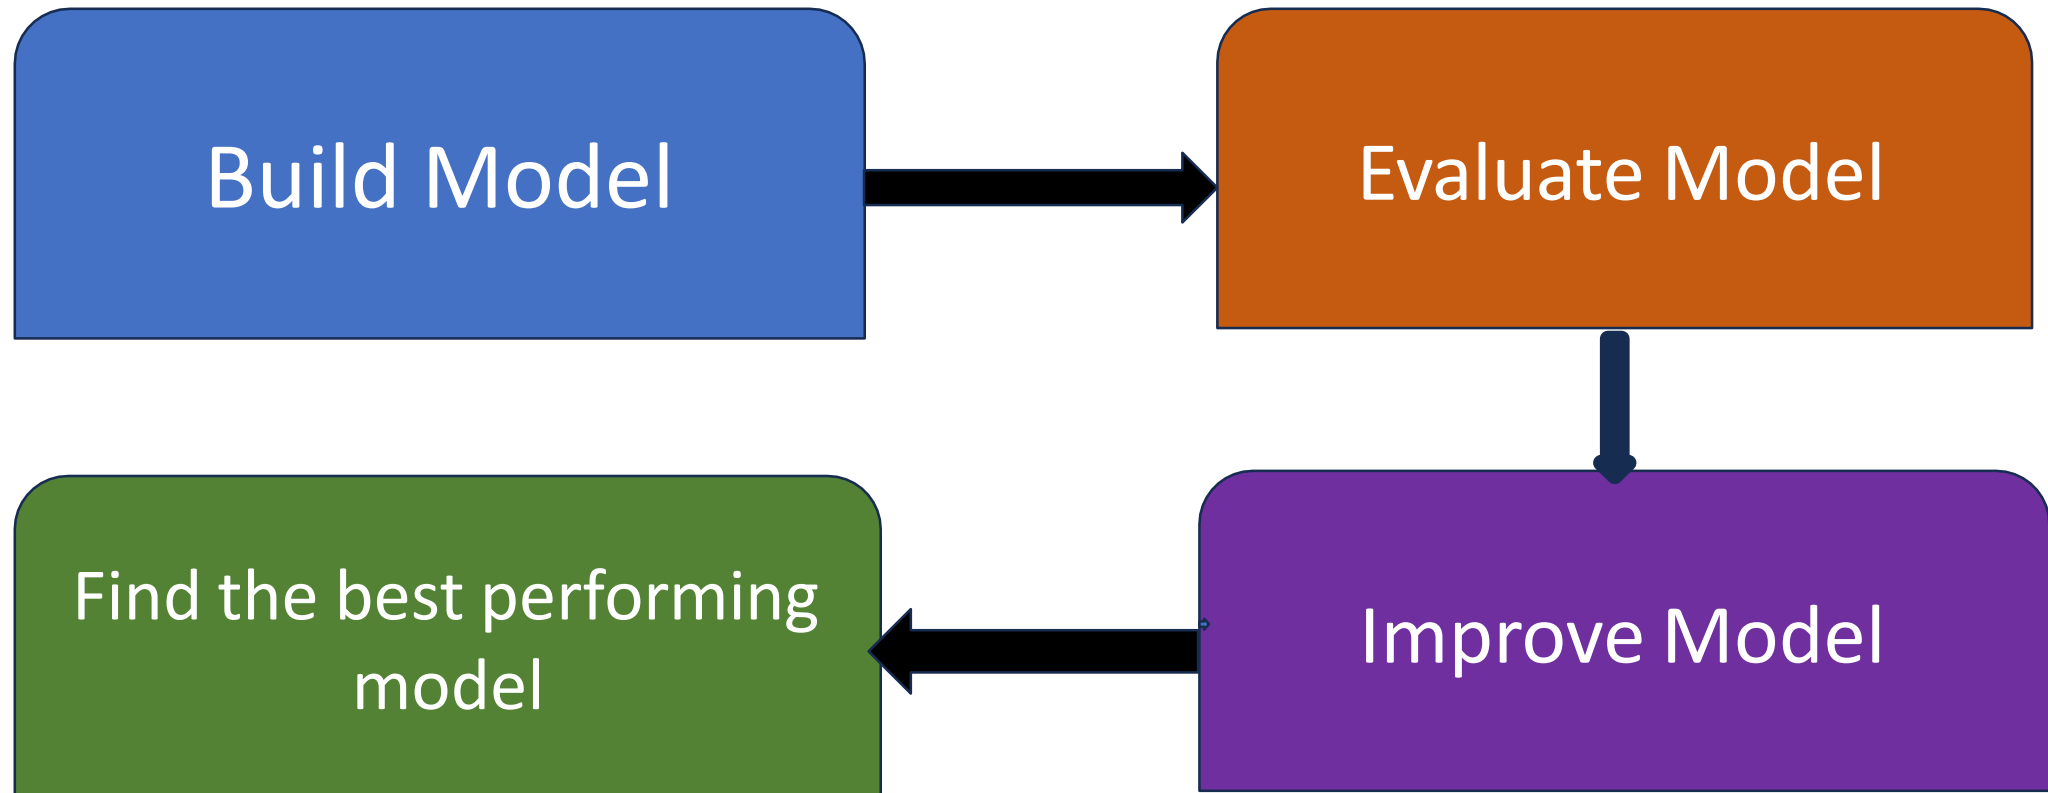 Build Model
Evaluate Model
Improve Model
Find the best performing
model